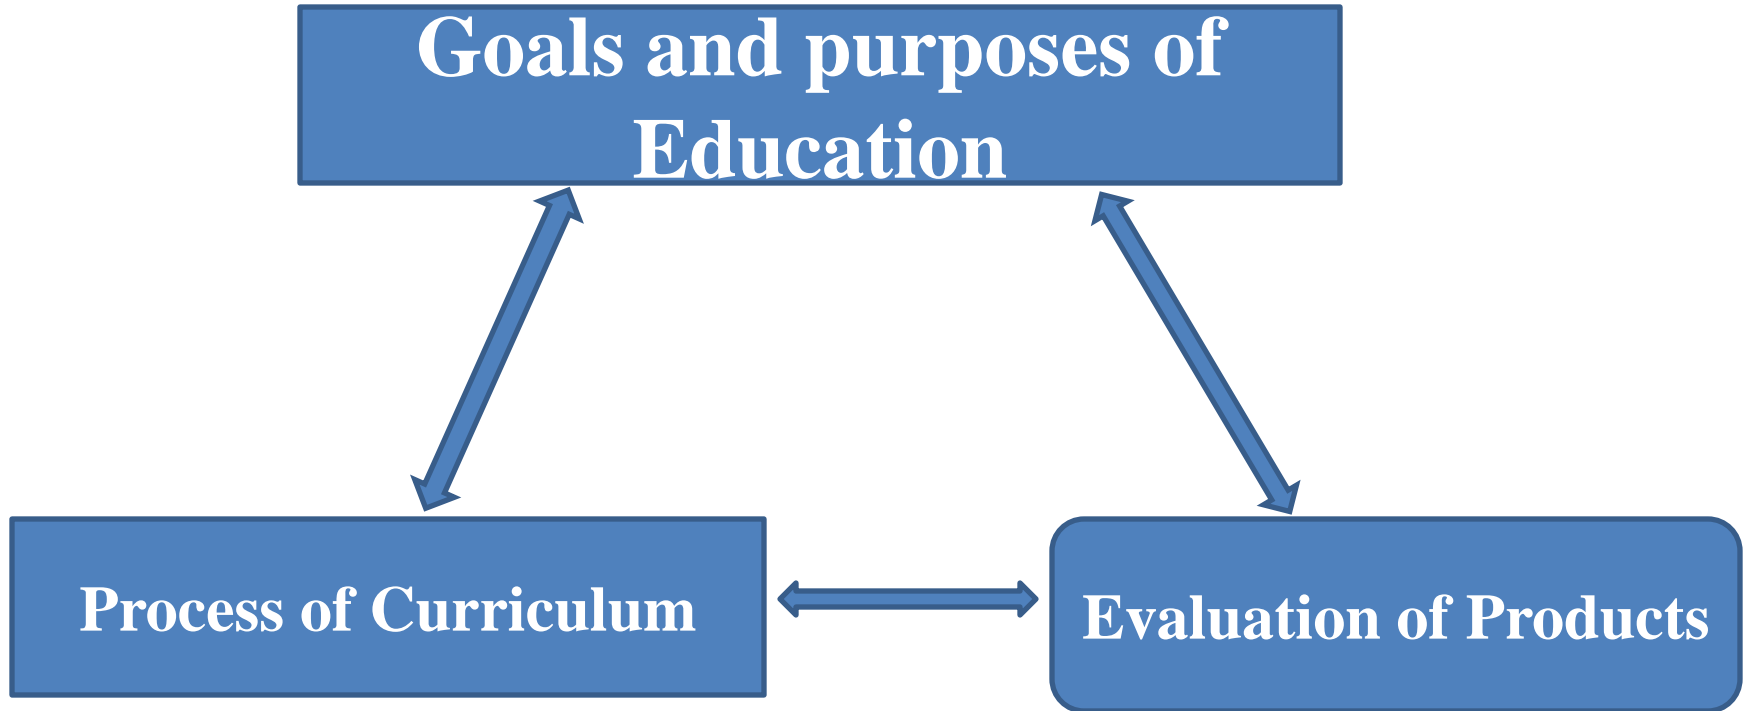 Goals and purposes of
Education
Process of Curriculum
Evaluation of Products